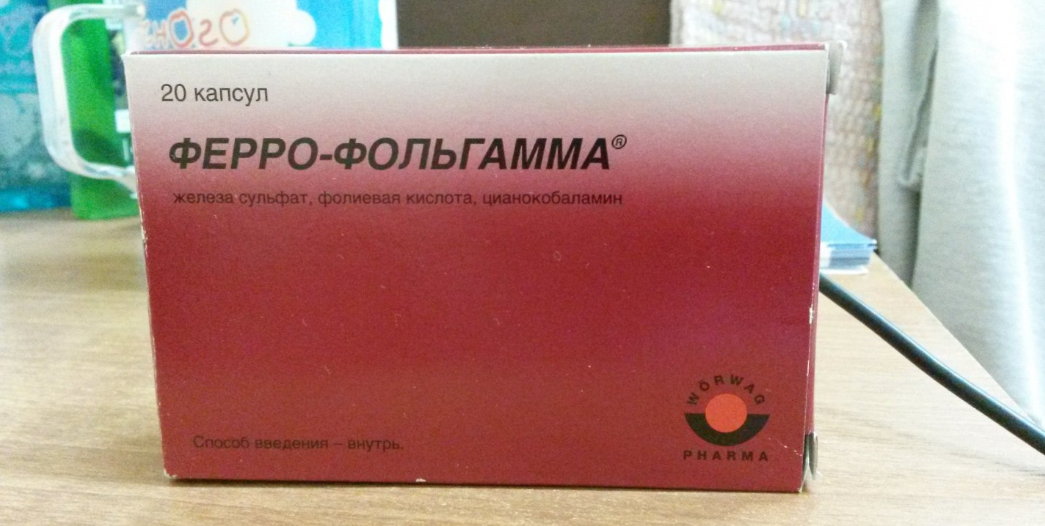 20 капсул
ФЕРРО-ФОЛЬГАММА®
железа сульфат, фолиевая кислота, цианокобаламин
WÖRWAG
PHARMA
Способ введения – внутрь.